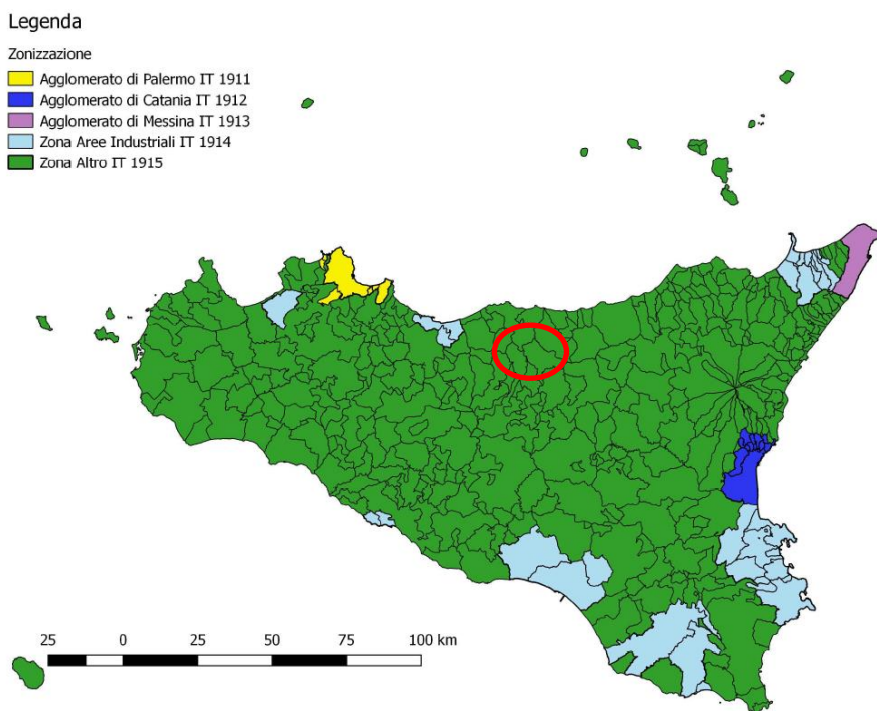 Legenda
Zonizzazione
Agglomerato di Palermo IT 1911
Agglomerato di Catania IT 1912
Agglomerato di Messina IT 1913
Zona Aree Industriali IT 1914
Zona Altro IT 1915
25 0 25 50 75 100 km